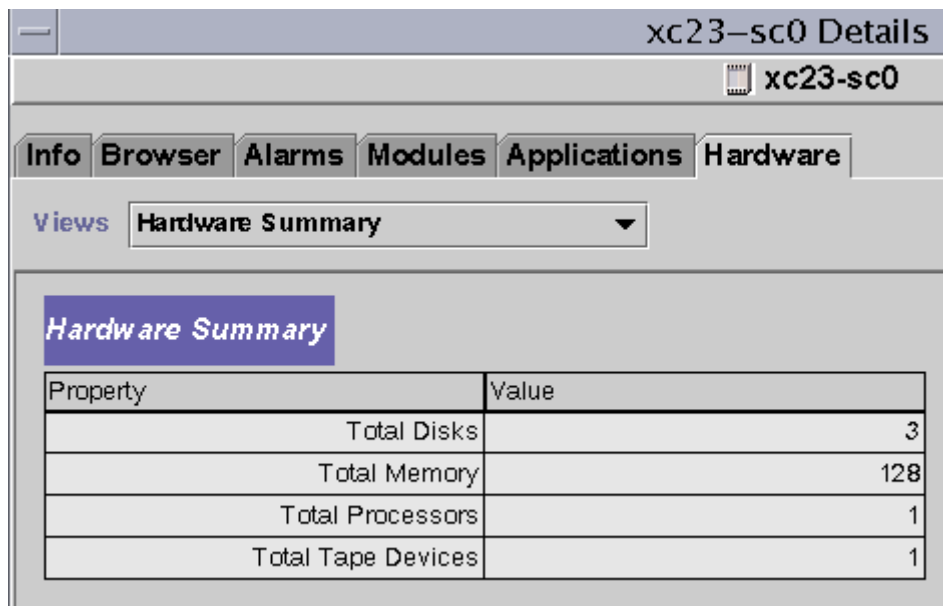 xc23–sc0 Details
xc23-sc0
Info Browser Alarms Modules Applications Hardware
Views Hardware Summary
Hardware Summary
Property Value
Total Disks 3
Total Memory 128
Total Processors 1
Total Tape Devices 1